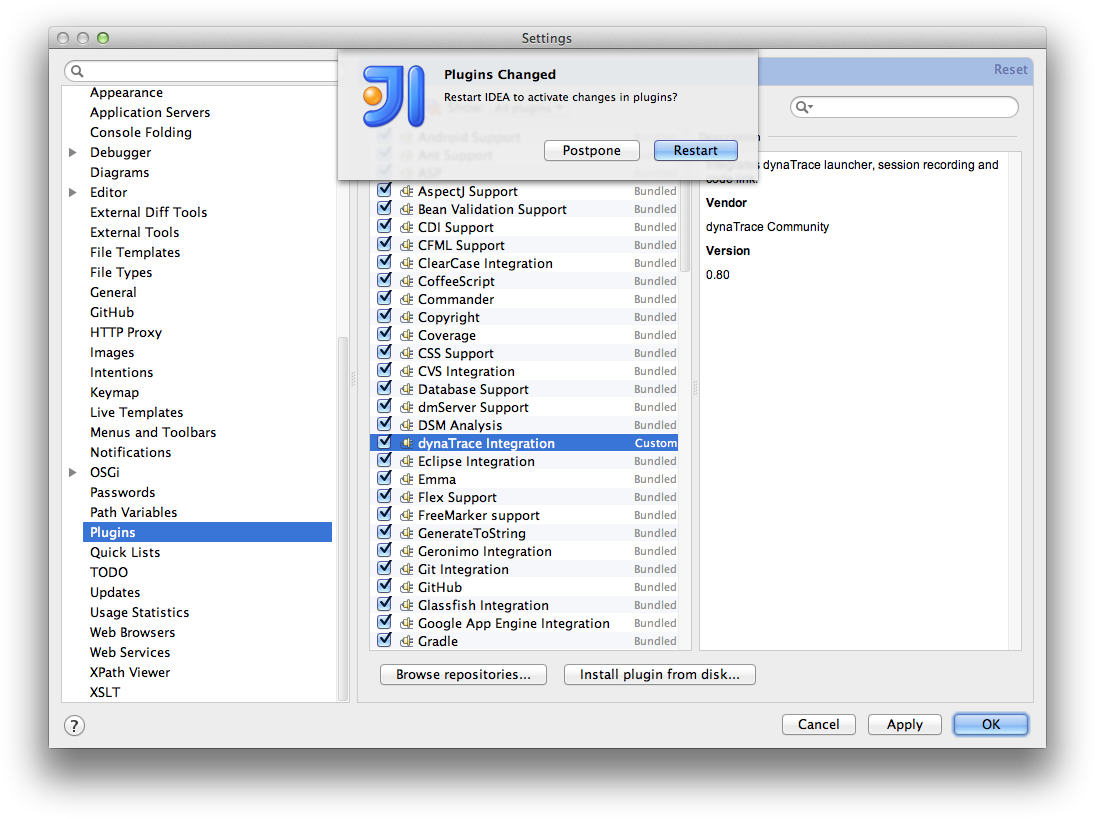 Settings
Plugins Changed
Restart IDEA to activate changes in plugins?
Postpone
Restart
Reset
Appearance
Application Servers
Console Folding
Debugger
Diagrams
Editor
External Diff Tools
External Tools
File Templates
File Types
General
GitHub
HTTP Proxy
Images
Intentions
Keymap
Live Templates
Menus and Toolbars
Notifications
OSGi
Passwords
Path Variables
Plugins
Quick Lists
TODO
Updates
Usage Statistics
Web Browsers
Web Services
XPath Viewer
XSLT
Android Support
Ant Support
ASP
AspectJ Support Bundled
Bean Validation Support Bundled
CDI Support Bundled
CFML Support Bundled
ClearCase Integration Bundled
CoffeeScript Bundled
Commander Bundled
Copyright Bundled
Coverage Bundled
CSS Support Bundled
CVS Integration Bundled
Database Support Bundled
dmServer Support Bundled
DSM Analysis Bundled
dynaTrace Integration Custom
Eclipse Integration Bundled
Emma Bundled
Flex Support Bundled
FreeMarker support Bundled
GenerateToString Bundled
Geronimo Integration Bundled
Git Integration Bundled
GitHub Bundled
Glassfish Integration Bundled
Google App Engine Integration Bundled
Gradle Bundled
Browse repositories...
Install plugin from disk...
dynaTrace launcher, session recording and
code link.
Vendor
dynaTrace Community
Version
0.80
?
Cancel
Apply
OK